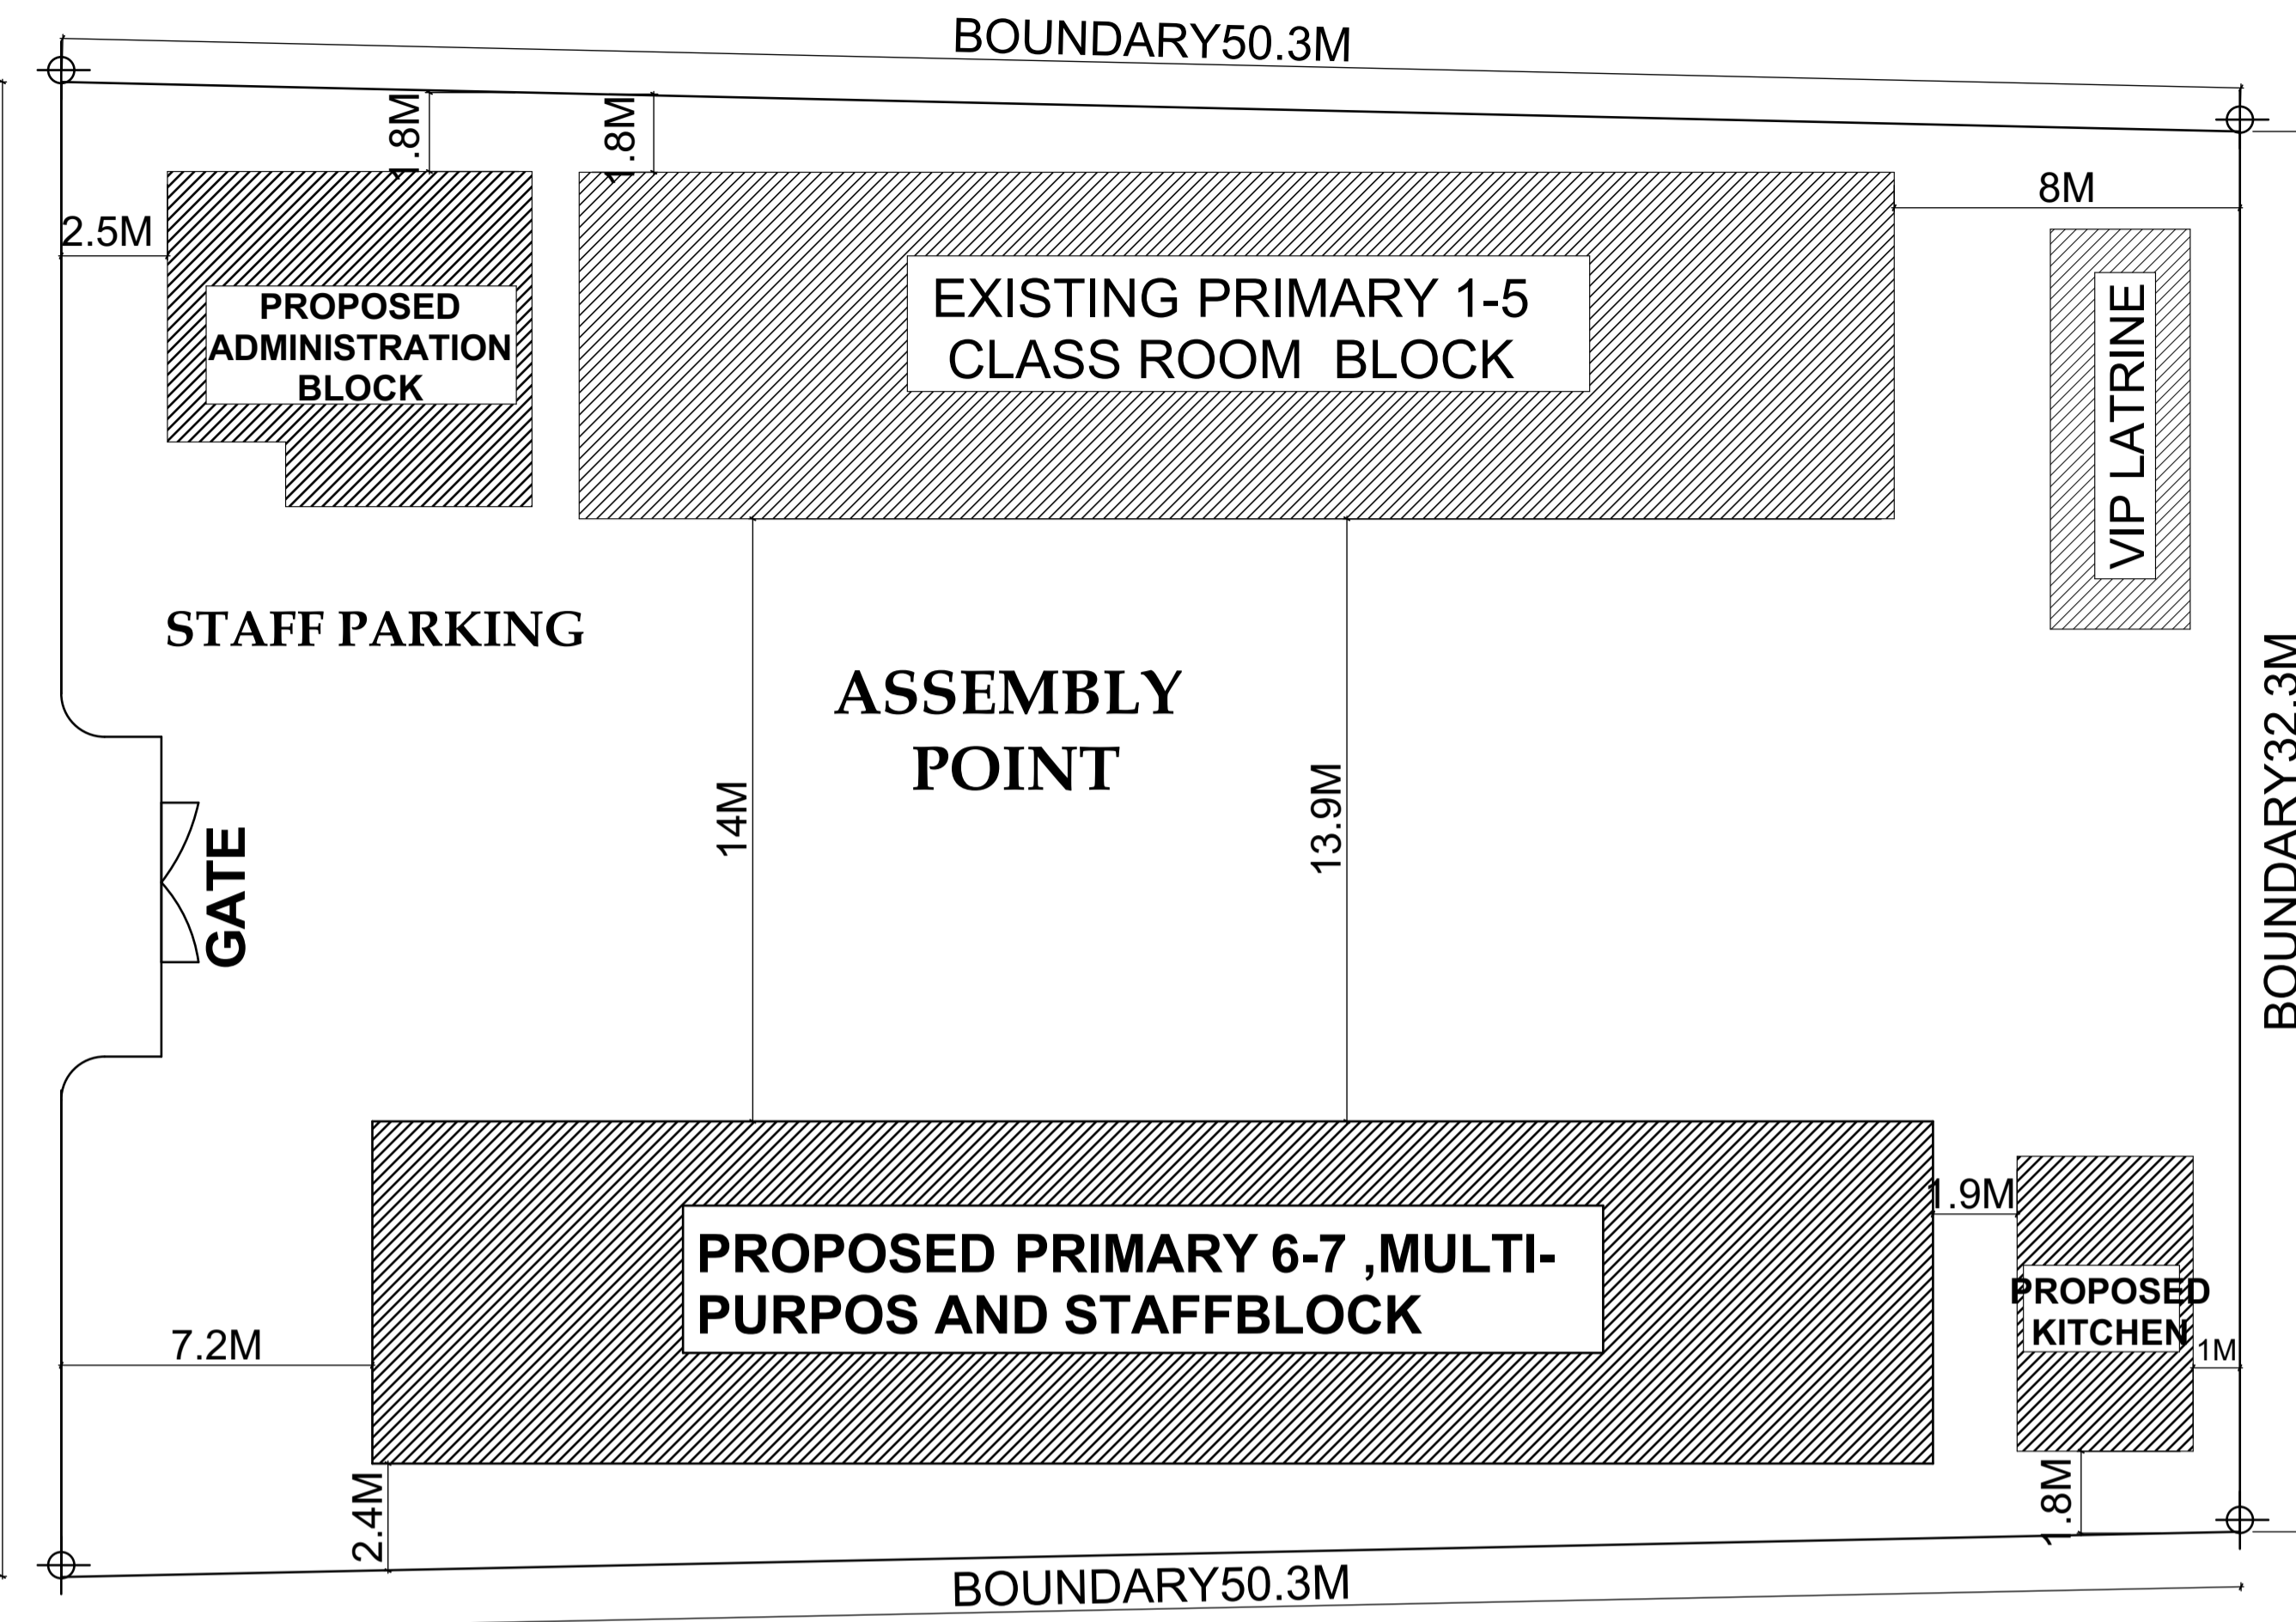 BOUNDARY50.3M
1.8M
1.8M
2.5M
8M
PROPOSED
ADMINISTRATION
BLOCK
EXISTING PRIMARY 1-5
CLASS ROOM BLOCK
VIP LATRINE
STAFF PARKING
ASSEMBLY
POINT
BOUNDARY32.3M
14M
13.9M
GATE
1.9M
PROPOSED PRIMARY 6-7 ,MULTI-
PURPOS AND STAFFBLOCK
PROPOSED
KITCHEN
7.2M
1M
2.4M
1.8M
BOUNDARY50.3M